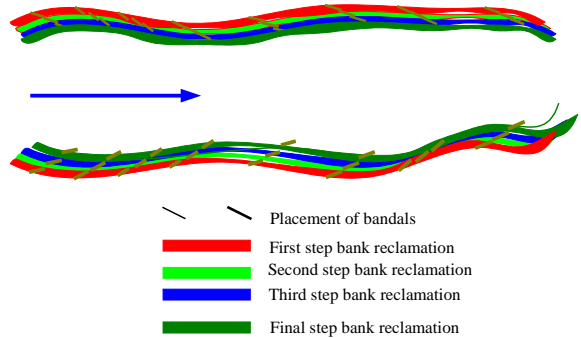 Placement of bandals
First step bank reclamation
Second step bank reclamation
Third step bank reclamation
Final step bank reclamation